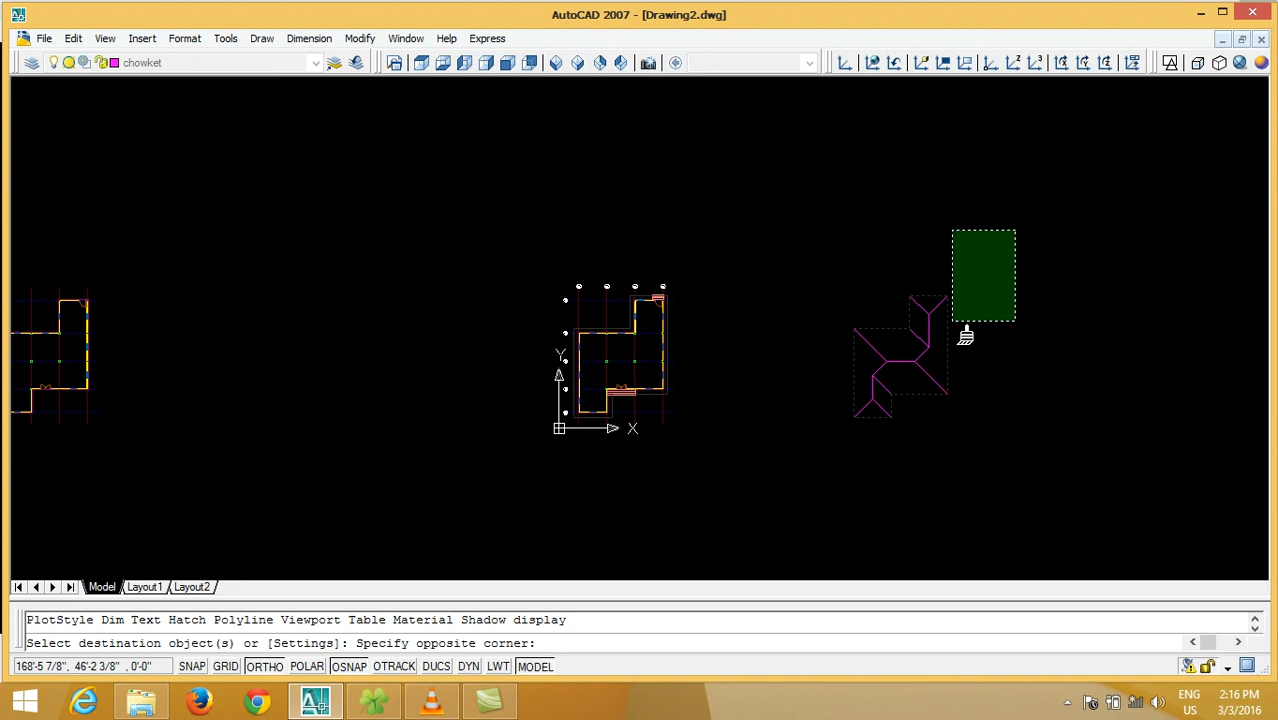 AutoCAD 2007 - [Drawing2.dwg]
File Edit View Insert Format Tools Draw Dimension Modify Window Help Express
chowket
Y
X
Model Layout1 Layout2
PlotStyle Dim Text Hatch Polyline Viewport Table Material Shadow display
Select destination object(s) or [Settings]: Specify opposite corner:
168'-5 7/8", 46'-2 3/8", 0'-0" SNAP GRID ORTHO POLAR OSNAP OTRACK DUCS DYN LWT MODEL
ENG 2:16 PM
US 3/3/2016